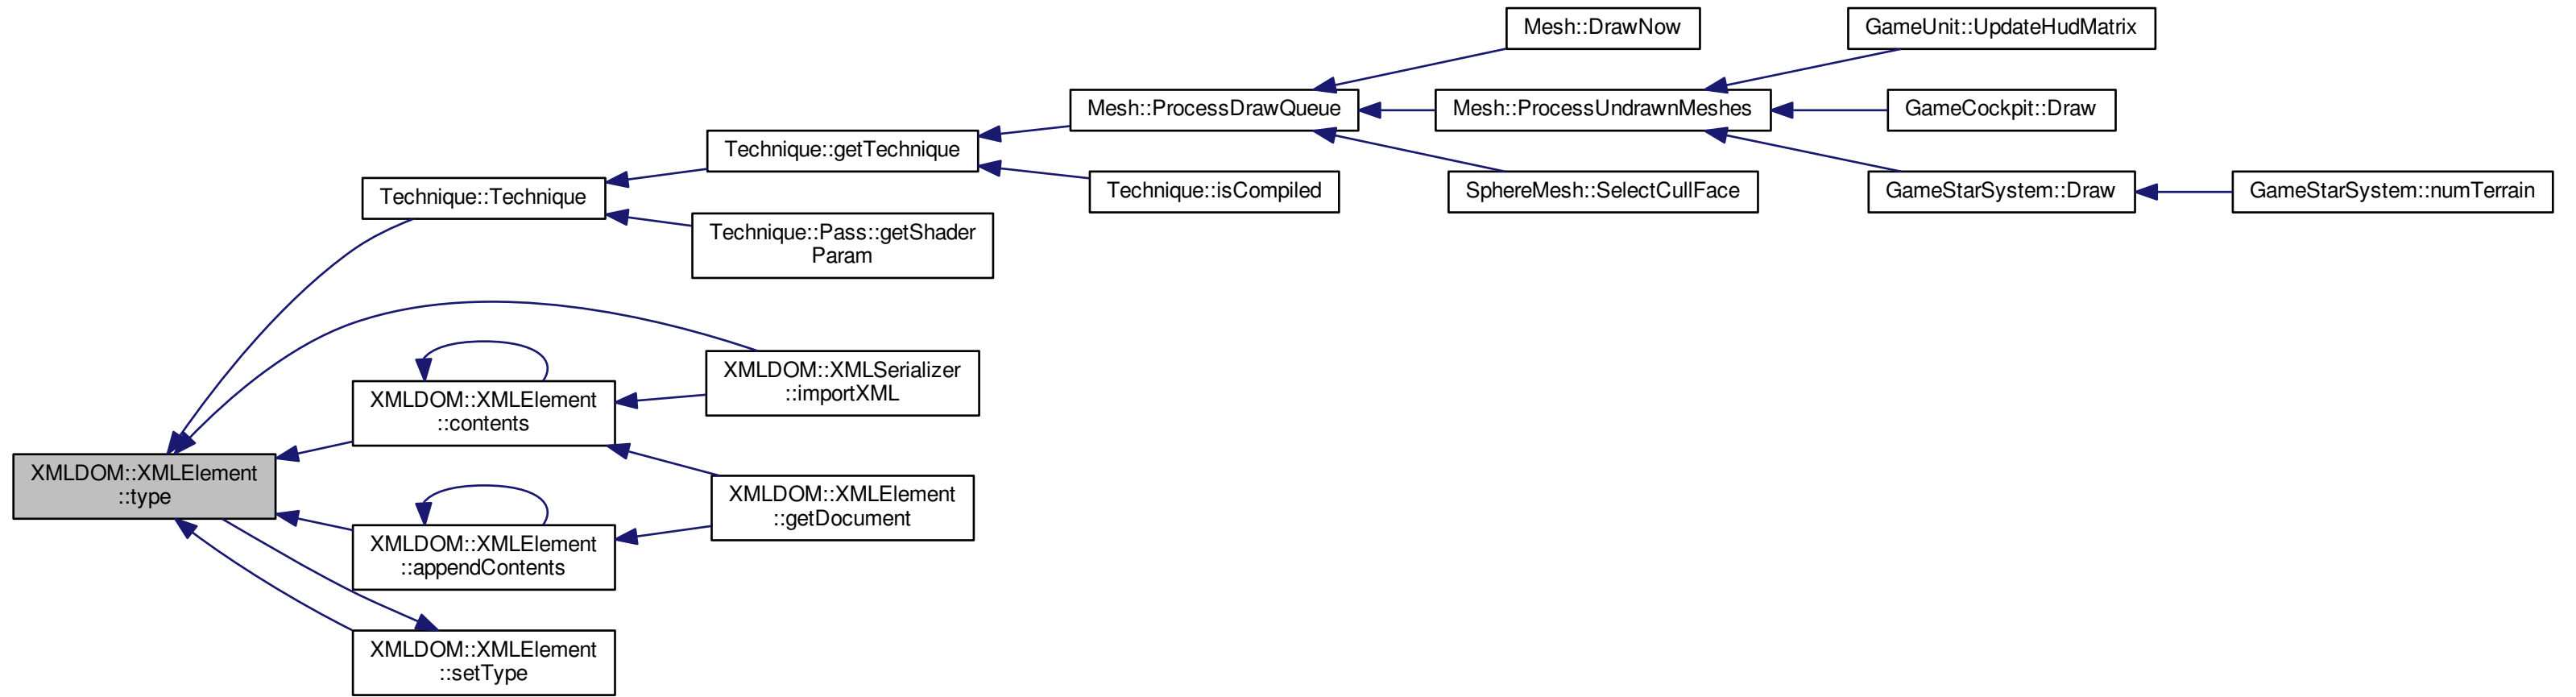 Mesh::DrawNow
GameUnit::UpdateHudMatrix
Mesh::ProcessDrawQueue
Mesh::ProcessUndrawnMeshes
GameCockpit::Draw
Technique::getTechnique
Technique::Technique
Technique::isCompiled
SphereMesh::SelectCullFace
GameStarSystem::Draw
GameStarSystem::numTerrain
Technique::Pass::getShader
Param
XMLDOM::XMLSerializer
::importXML
XMLDOM::XMLElement
::contents
XMLDOM::XMLElement
::type
XMLDOM::XMLElement
::getDocument
XMLDOM::XMLElement
::appendContents
XMLDOM::XMLElement
::setType